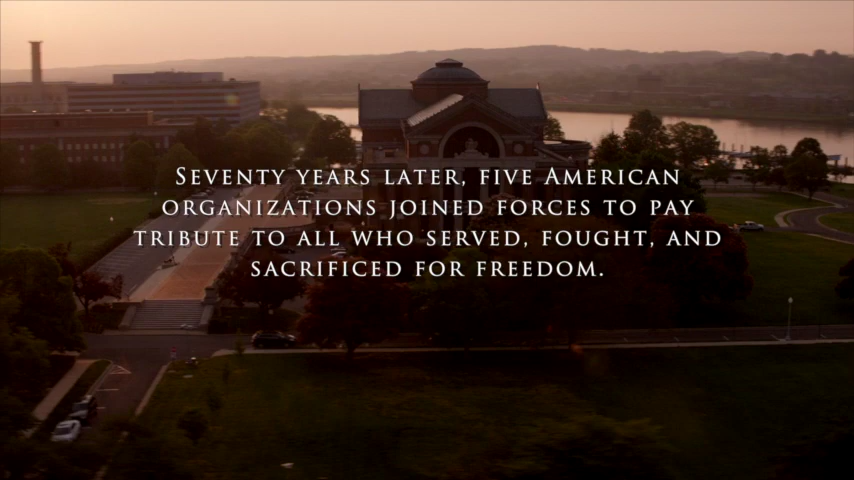 Seventy years later, five American
organizations joined forces to pay
tribute to all who served, fought, and
sacrificed for freedom.